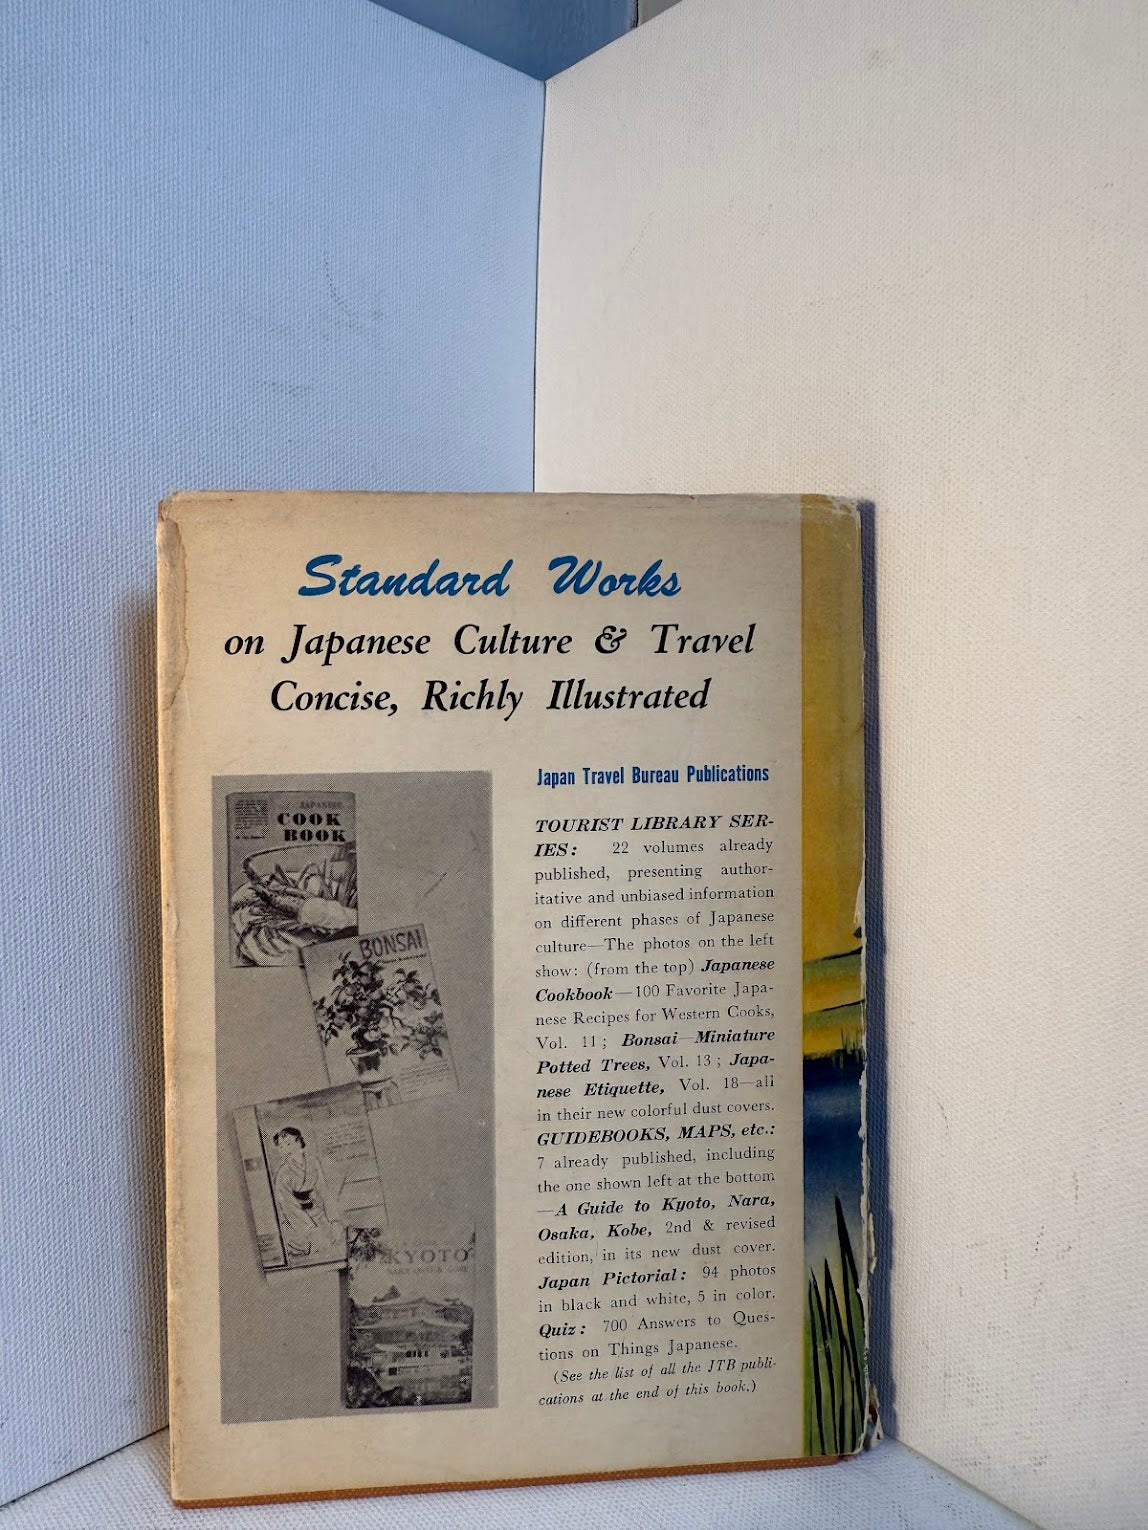 Standard Works
on Japanese Culture & Travel
Concise, Richly Illustrated
JAPANESE
COOK
BOOK
BONSAI
KYOTO
Japan Travel Bureau Publications
TOURIST LIBRARY SER-
IES: 22 volumes already
published, presenting author-
itative and unbiased information
on different phases of Japanese
culture—The photos on the left
show: (from the top) Japanese
Cookbook—100 Favorite Japa-
nese Recipes for Western Cooks,
Vol. 11; Bonsai—Miniature
Potted Trees, Vol. 13; Japa-
nese Etiquette, Vol. 18—all
in their new colorful dust covers.
GUIDEBOOKS, MAPS, etc.:
7 already published, including
the one shown left at the bottom
—A Guide to Kyoto, Nara,
Osaka, Kobe, 2nd & revised
edition, in its new dust cover.
Japan Pictorial: 94 photos
in black and white, 5 in color.
Quiz: 700 Answers to Ques-
tions on Things Japanese.
(See the list of all the JTB publi-
cations at the end of this book.)